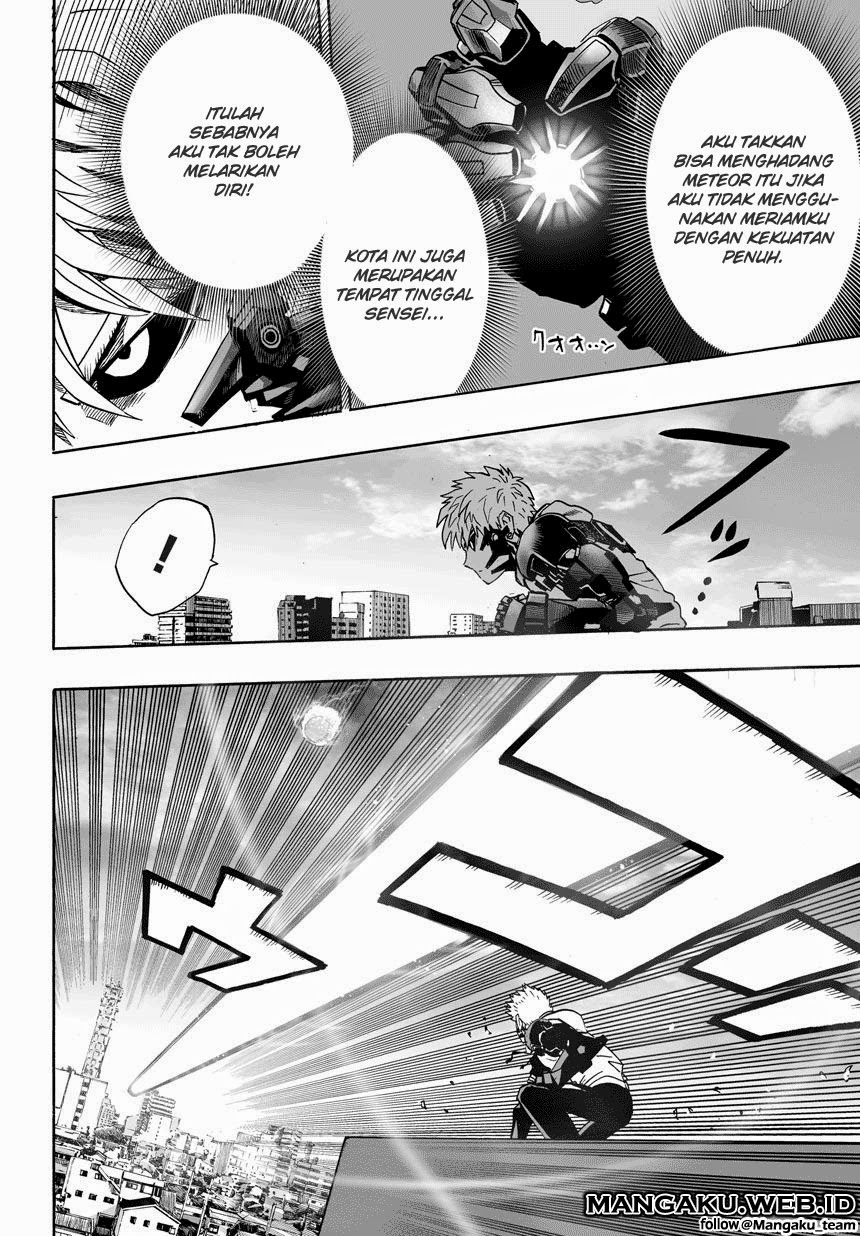 AKU TAKKAN
BISA MENGHADANG
METEOR ITU JIKA
AKU TIDAK MENGGU-
NAKAN MERIAMKU
DENGAN KEKUATAN
PENUH.
KOTA INI JUGA
MERUPAKAN
TEMPAT TINGGAL
SENSEI...
ITULAH
SEBABNYA
AKU TAK BOLEH
MELARIKAN
DIRI!
クオオ··ン
!
MANGAKU.WEB.ID
follow @Mangaku_team